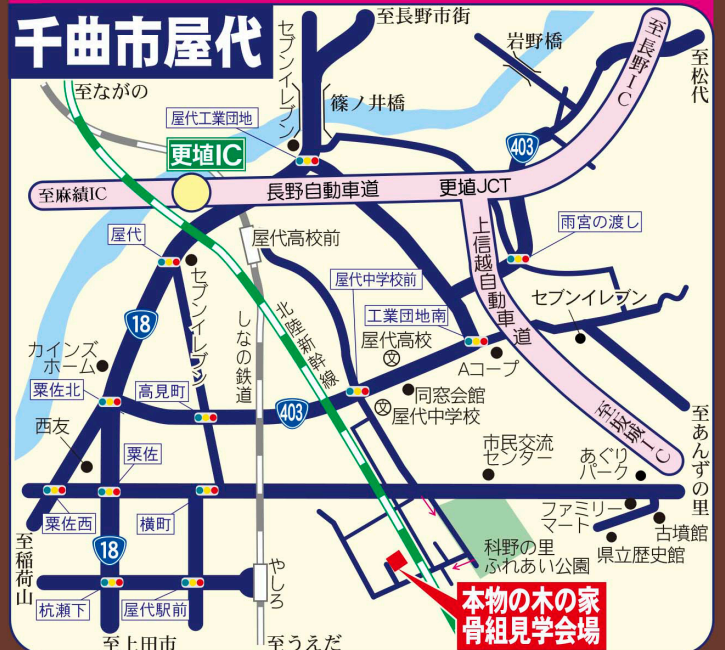 千曲市屋代
至長野市街
セブンイレブン
岩野橋
至長野IC
至松代
至ながの
篠ノ井橋
屋代工業団地
更埴IC
403
至麻績IC
長野自動車道
更埴JCT
雨宮の渡し
屋代
屋代高校前
上信越自動車道
屋代中学校前
セブンイレブン
セブンイレブン
工業団地南
18
北陸新幹線
しなの鉄道
屋代高校
文
Aコープ
カインズ
ホーム
粟佐北
高見町
403
同窓会館
文
屋代中学校
至坂城IC
至あんずの里
西友
粟佐
市民交流
センター
あぐり
パーク
粟佐西
横町
ファミリー
マート
古墳館
県立歴史館
18
至稲荷山
科野の里
ふれあい公園
やしろ
杭瀬下
屋代駅前
本物の木の家
骨組見学会場
至上田市
至うえだ